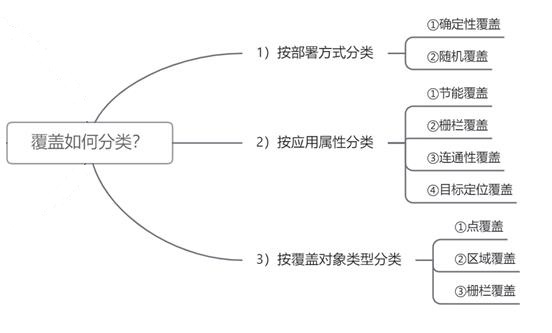 覆盖如何分类？
1）按部署方式分类
①确定性覆盖
②随机覆盖
2）按应用属性分类
①节能覆盖
②栅栏覆盖
③连通性覆盖
④目标定位覆盖
3）按覆盖对象类型分类
①点覆盖
②区域覆盖
③栅栏覆盖